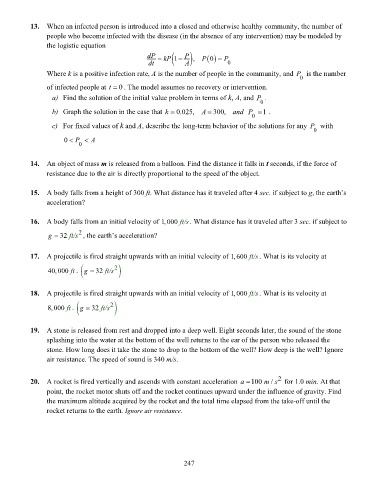 13. When an infected person is introduced into a closed and otherwise healthy community, the number of
people who become infected with the disease (in the absence of any intervention) may be modeled by
the logistic equation
dP/dt = kP(1 − P/A), P(0) = P₀
Where k is a positive infection rate, A is the number of people in the community, and P₀ is the number
of infected people at t = 0. The model assumes no recovery or intervention.
a) Find the solution of the initial value problem in terms of k, A, and P₀.
b) Graph the solution in the case that k = 0.025, A = 300, and P₀ = 1.
c) For fixed values of k and A, describe the long-term behavior of the solutions for any P₀ with
0 < P₀ < A
14. An object of mass m is released from a balloon. Find the distance it falls in t seconds, if the force of
resistance due to the air is directly proportional to the speed of the object.
15. A body falls from a height of 300 ft. What distance has it traveled after 4 sec. if subject to g, the earth's
acceleration?
16. A body falls from an initial velocity of 1,000 ft/s. What distance has it traveled after 3 sec. if subject to
g = 32 ft/s², the earth's acceleration?
17. A projectile is fired straight upwards with an initial velocity of 1,600 ft/s. What is its velocity at
40,000 ft. (g = 32 ft/s²)
18. A projectile is fired straight upwards with an initial velocity of 1,000 ft/s. What is its velocity at
8,000 ft. (g = 32 ft/s²)
19. A stone is released from rest and dropped into a deep well. Eight seconds later, the sound of the stone
splashing into the water at the bottom of the well returns to the ear of the person who released the
stone. How long does it take the stone to drop to the bottom of the well? How deep is the well? Ignore
air resistance. The speed of sound is 340 m/s.
20. A rocket is fired vertically and ascends with constant acceleration a = 100 m / s² for 1.0 min. At that
point, the rocket motor shuts off and the rocket continues upward under the influence of gravity. Find
the maximum altitude acquired by the rocket and the total time elapsed from the take-off until the
rocket returns to the earth. Ignore air resistance.
247